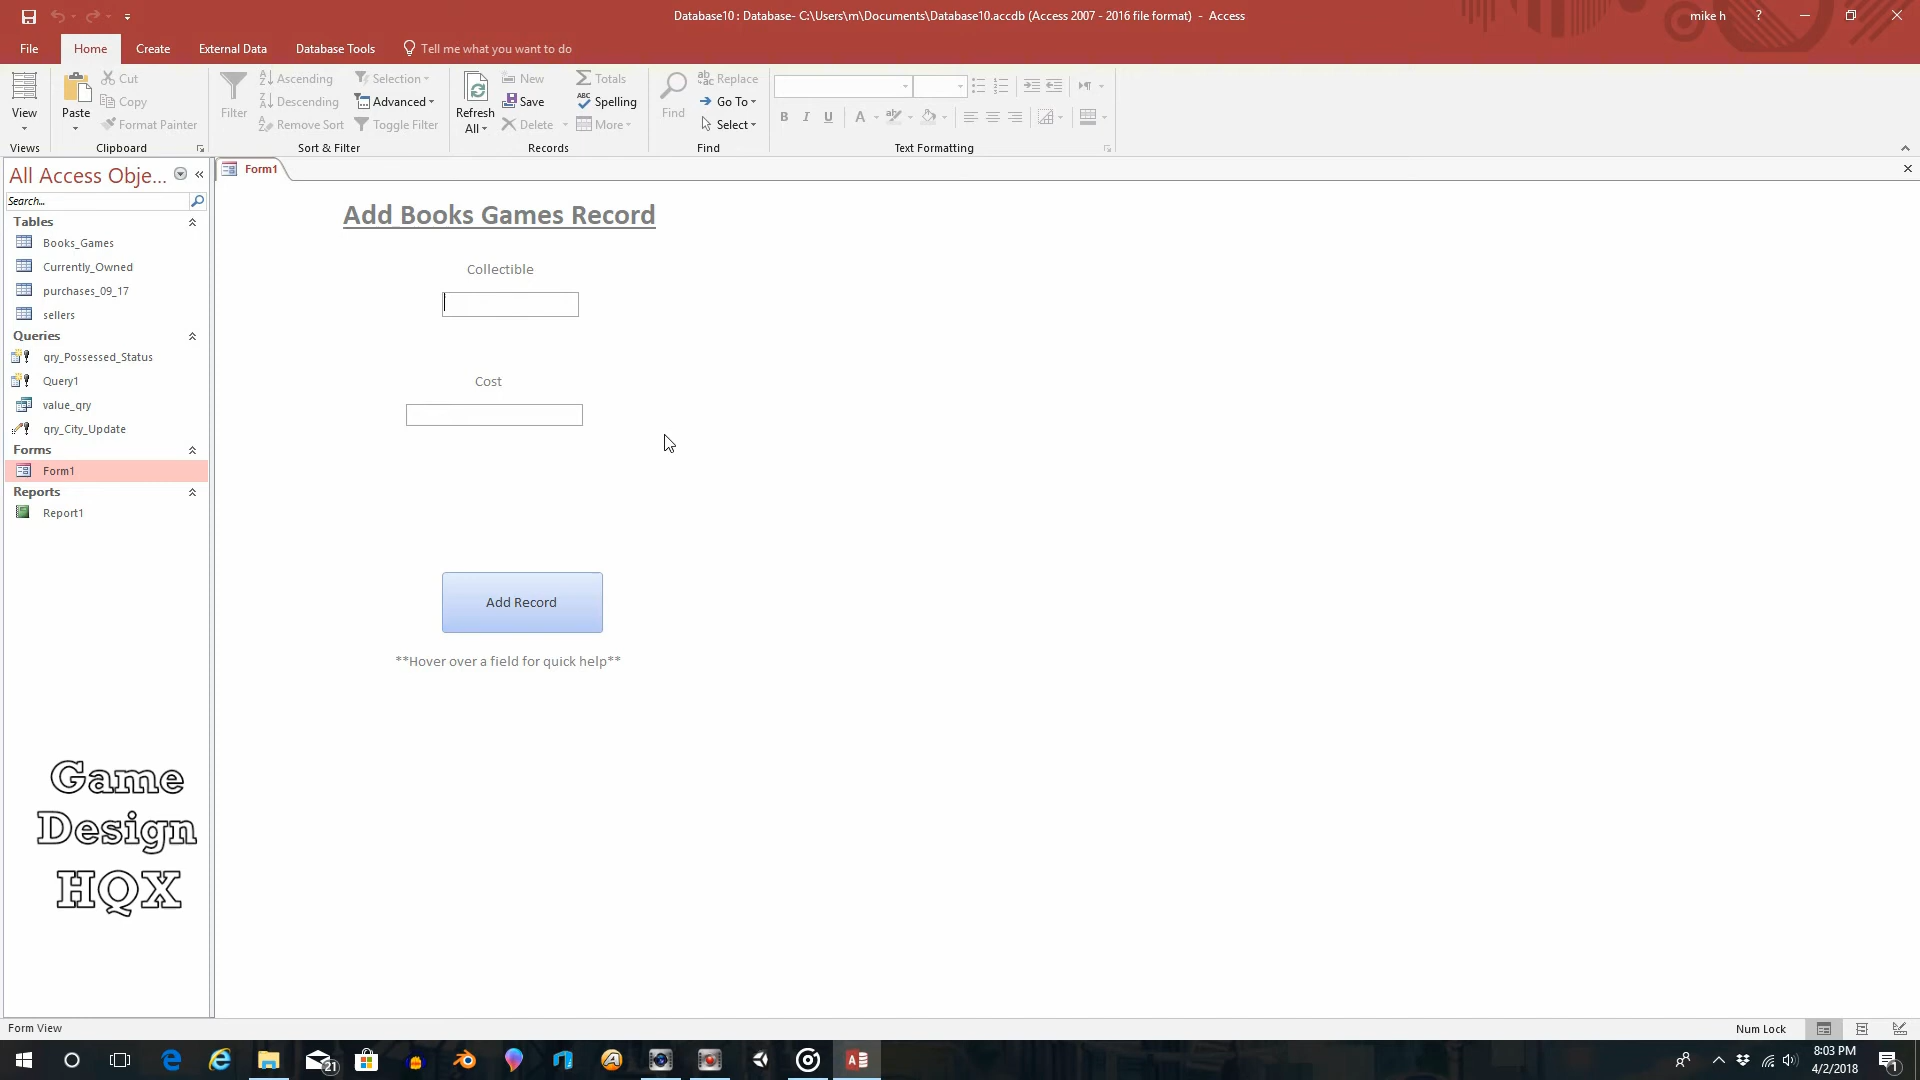 Database10 : Database- C:\Users\m\Documents\Database10.accdb (Access 2007 - 2016 file format)  -  Access
mike h
?
File
Home
Create
External Data
Database Tools
Tell me what you want to do
View
Views
Paste
Cut
Copy
Format Painter
Clipboard
Filter
Ascending
Descending
Remove Sort
Selection
Advanced
Toggle Filter
Sort & Filter
Refresh
All
New
Save
Delete
Totals
Spelling
More
Records
Find
Replace
Go To
Select
Find
B I U A
Text Formatting
All Access Obje...
Search...
Tables
Books_Games
Currently_Owned
purchases_09_17
sellers
Queries
qry_Possessed_Status
Query1
value_qry
qry_City_Update
Forms
Form1
Reports
Report1
Game
Design
HQX
Form1
Add Books Games Record
Collectible
Cost
Add Record
**Hover over a field for quick help**
Form View
Num Lock
21
8:03 PM
4/2/2018
1